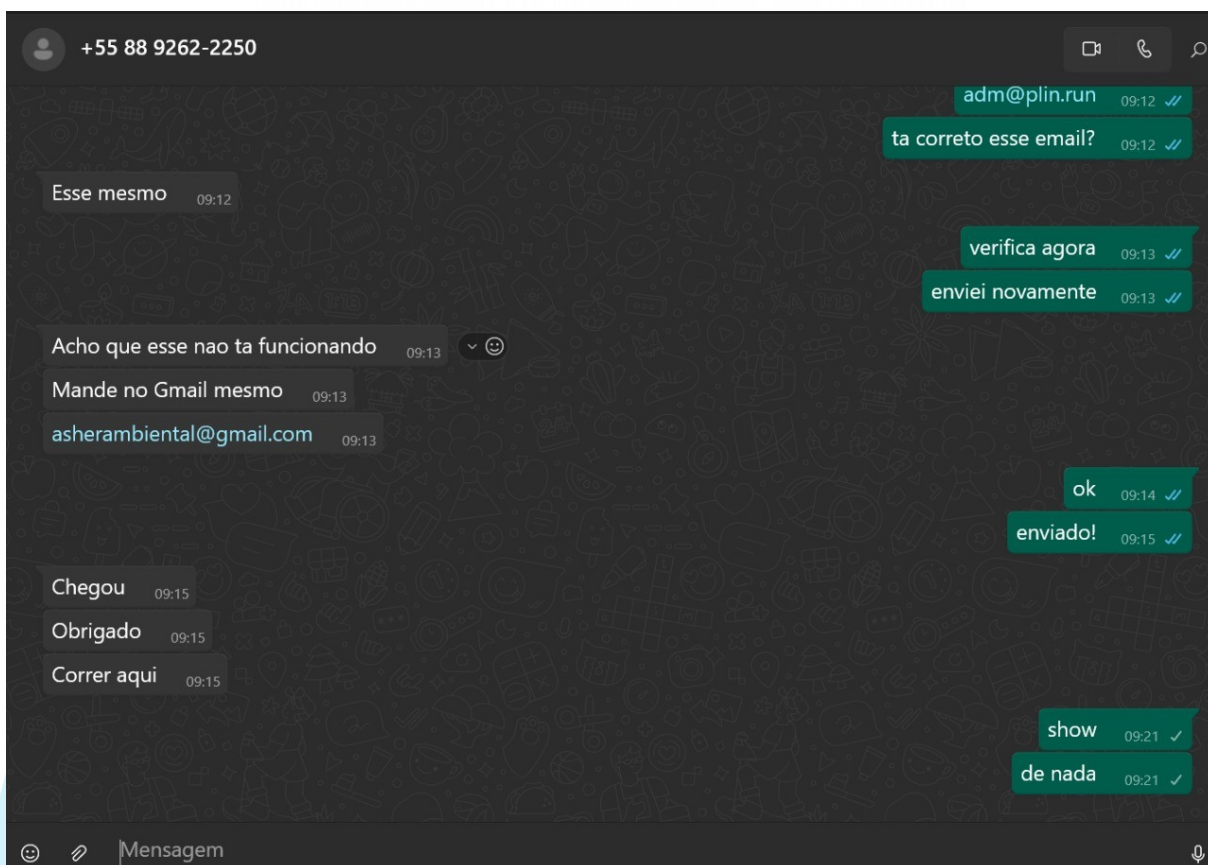 +55 88 9262-2250
adm@plin.run 09:12
ta correto esse email? 09:12
Esse mesmo 09:12
verifica agora 09:13
enviei novamente 09:13
Acho que esse nao ta funcionando 09:13
Mande no Gmail mesmo 09:13
asherambiental@gmail.com 09:13
ok 09:14
enviado! 09:15
Chegou 09:15
Obrigado 09:15
Correr aqui 09:15
show 09:21
de nada 09:21
Mensagem